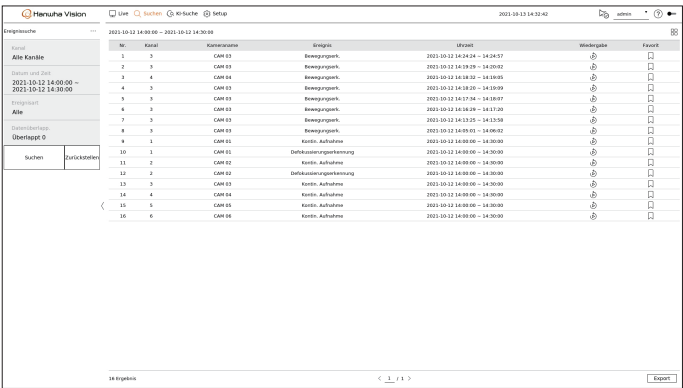 Hanwha Vision
Live Suchen KI-Suche Setup 2021-10-13 14:32:42 admin
Ereignissuche ...
2021-10-12 14:00:00 ~ 2021-10-12 14:30:00
Kanal
Alle Kanäle
Datum und Zeit
2021-10-12 14:00:00 ~
2021-10-12 14:30:00
Ereignisart
Alle
Datenüberlapp.
Überlappt 0
Suchen Zurückstellen
Nr. Kanal Kameraname Ereignis Uhrzeit Wiedergabe Favorit
1 3 CAM 03 Bewegungserk. 2021-10-12 14:24:24 ~ 14:24:57
2 3 CAM 03 Bewegungserk. 2021-10-12 14:19:29 ~ 14:20:02
3 4 CAM 04 Bewegungserk. 2021-10-12 14:18:32 ~ 14:19:05
4 3 CAM 03 Bewegungserk. 2021-10-12 14:18:20 ~ 14:19:09
5 3 CAM 03 Bewegungserk. 2021-10-12 14:17:34 ~ 14:18:07
6 3 CAM 03 Bewegungserk. 2021-10-12 14:16:29 ~ 14:17:20
7 3 CAM 03 Bewegungserk. 2021-10-12 14:13:25 ~ 14:13:58
8 3 CAM 03 Bewegungserk. 2021-10-12 14:05:01 ~ 14:06:02
9 1 CAM 01 Kontin. Aufnahme 2021-10-12 14:00:00 ~ 14:30:00
10 1 CAM 01 Defokussierungserkennung 2021-10-12 14:00:00 ~ 14:30:00
11 2 CAM 02 Kontin. Aufnahme 2021-10-12 14:00:00 ~ 14:30:00
12 2 CAM 02 Defokussierungserkennung 2021-10-12 14:00:00 ~ 14:30:00
13 3 CAM 03 Kontin. Aufnahme 2021-10-12 14:00:00 ~ 14:30:00
14 4 CAM 04 Kontin. Aufnahme 2021-10-12 14:00:00 ~ 14:30:00
15 5 CAM 05 Kontin. Aufnahme 2021-10-12 14:00:00 ~ 14:30:00
16 6 CAM 06 Kontin. Aufnahme 2021-10-12 14:00:00 ~ 14:30:00
16 Ergebnis < 1 / 1 > Export